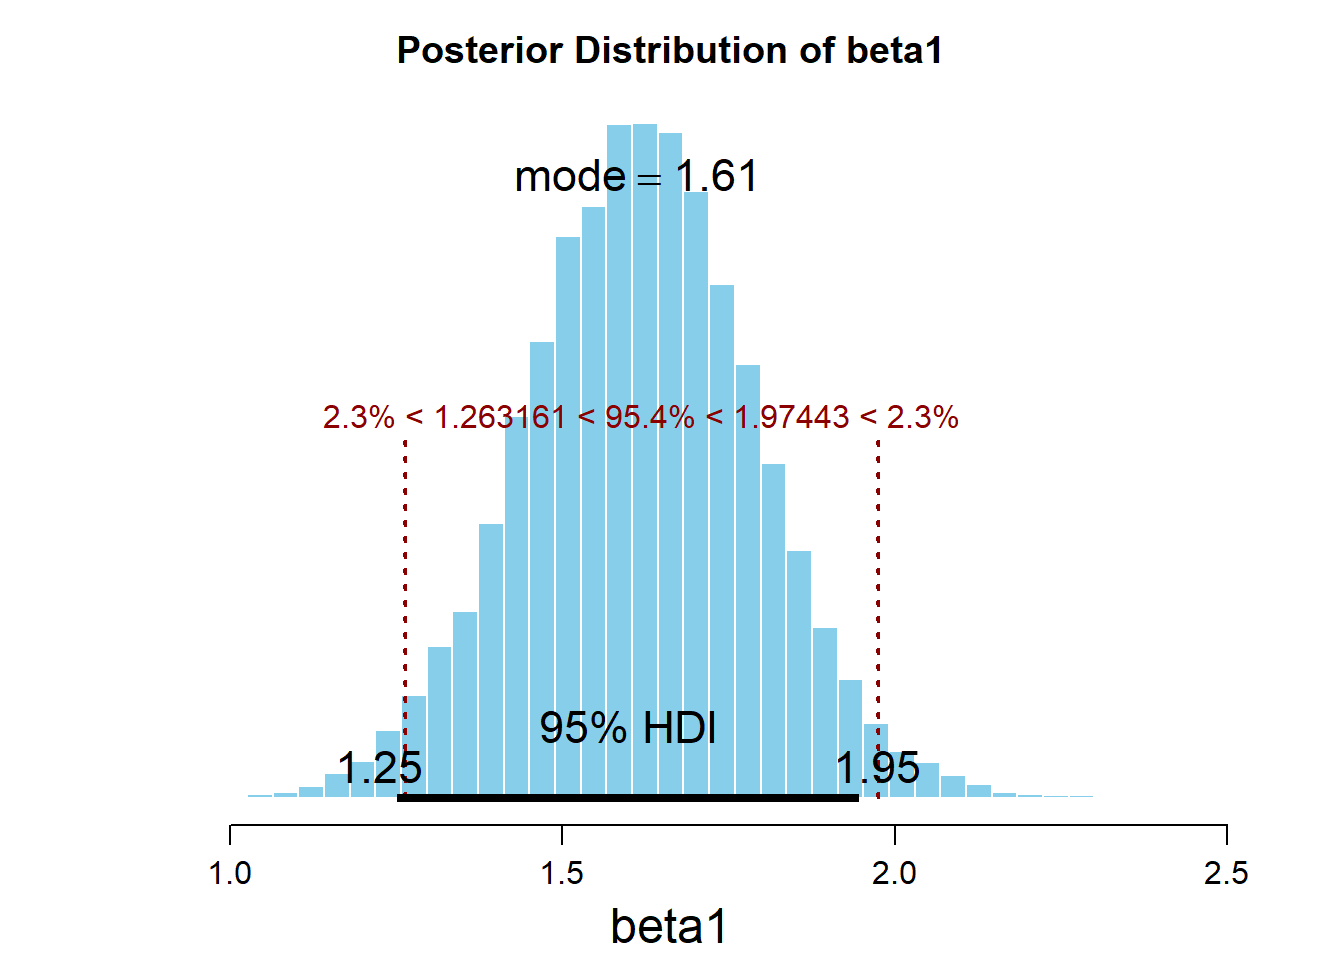 Posterior Distribution of beta1
mode = 1.61
2.3% < 1.263161 < 95.4% < 1.97443 < 2.3%
95% HDI
1.25 1.95
1.0 1.5 2.0 2.5
beta1